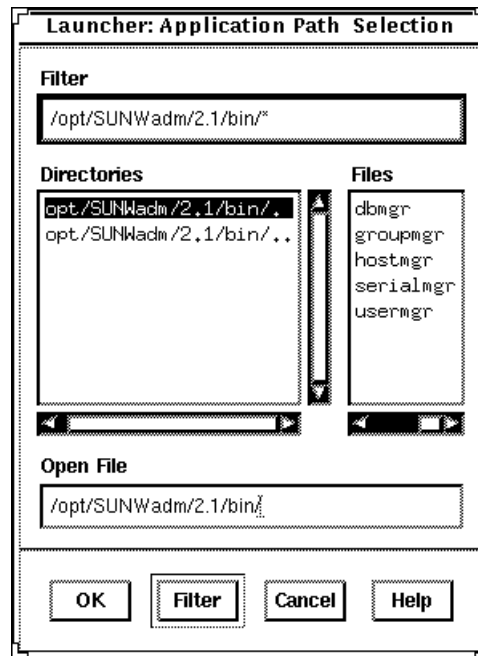 Launcher: Application Path Selection
Filter
/opt/SUNWadm/2.1/bin/*
Directories
Files
opt/SUNWadm/2.1/bin/.
opt/SUNWadm/2.1/bin/..
dbmgr
groupmgr
hostmgr
serialmgr
usermgr
Open File
/opt/SUNWadm/2.1/bin/
OK
Filter
Cancel
Help